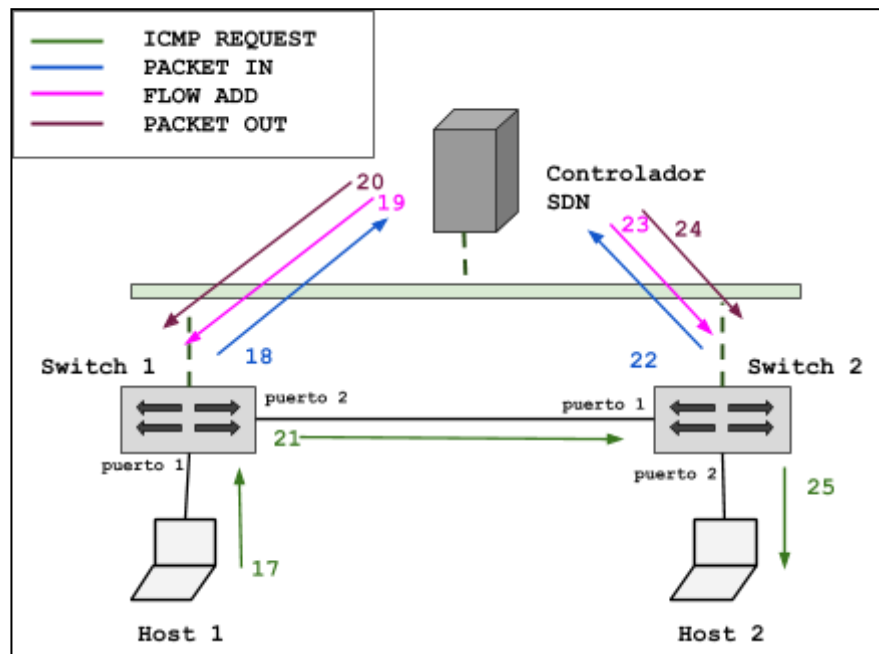 ICMP REQUEST
PACKET IN
FLOW ADD
PACKET OUT
Controlador
SDN
20
19
23
24
18
22
Switch 1
Switch 2
puerto 2
puerto 1
21
puerto 1
puerto 2
25
17
Host 1
Host 2